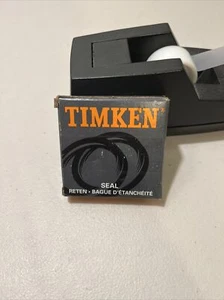 TIMKEN
SEAL
RETEN - BAGUE D'ÉTANCHÉITÉ